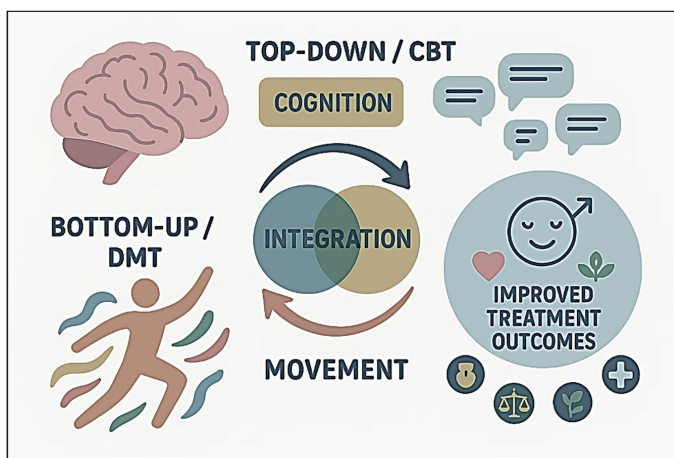 TOP-DOWN / CBT
COGNITION
BOTTOM-UP /
DMT
INTEGRATION
MOVEMENT
IMPROVED
TREATMENT
OUTCOMES